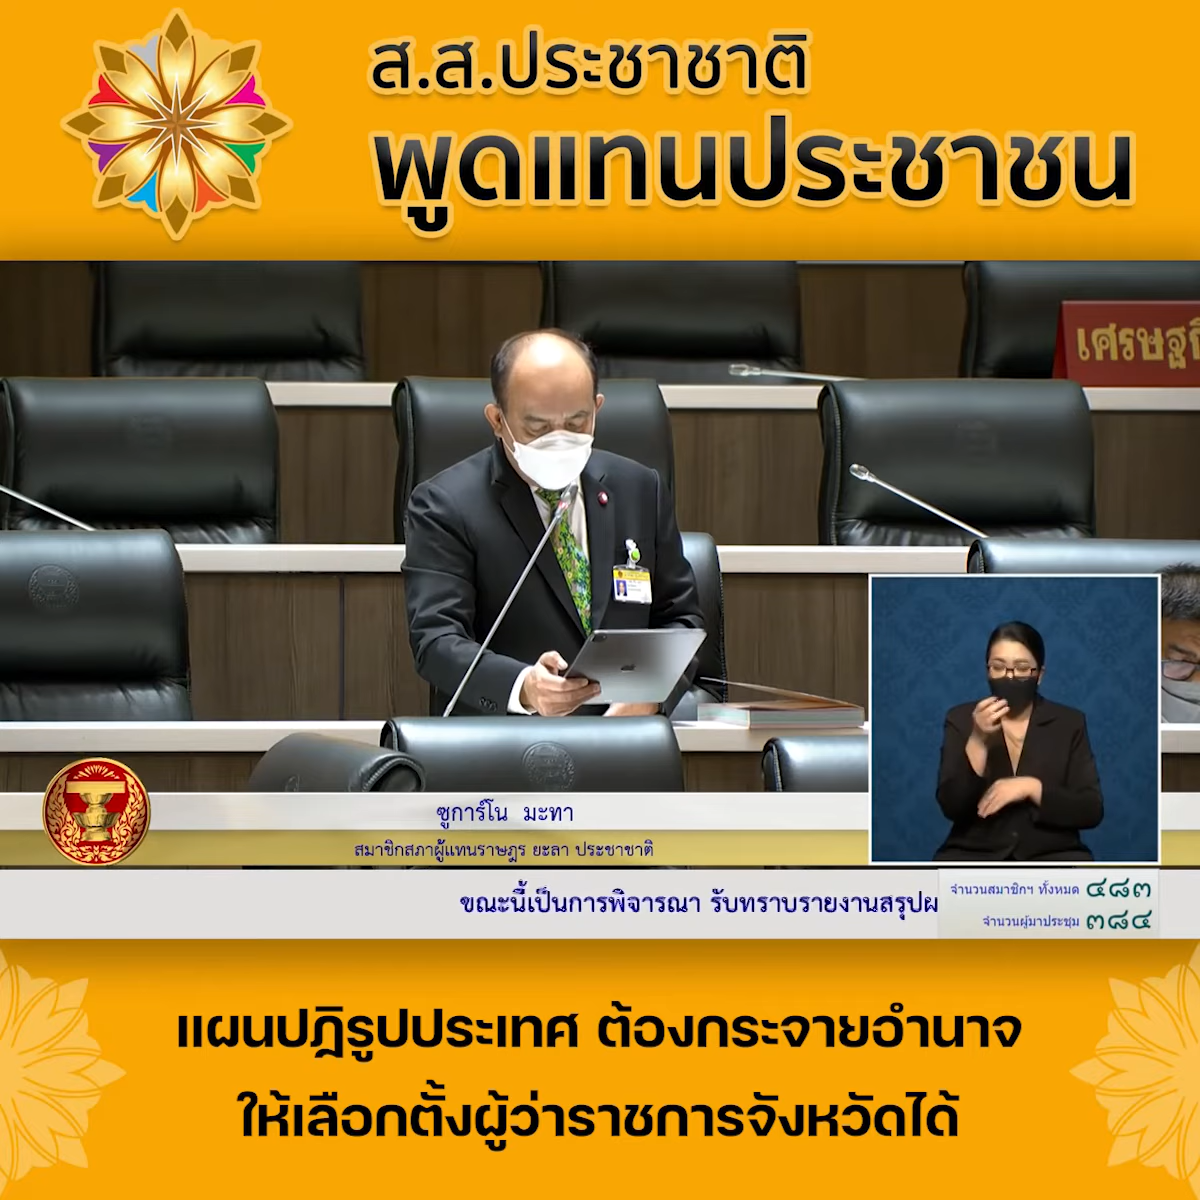 ส.ส.ประชาชาติ
พูดแทนประชาชน
ซูการ์โน มะทา
สมาชิกสภาผู้แทนราษฎร ยะลา ประชาชาติ
ขณะนี้เป็นการพิจารณา รับทราบรายงานสรุปผ
จำนวนสมาชิกฯ ทั้งหมด ๔๘๓
จำนวนผู้มาประชุม ๓๘๔
แผนปฎิรูปประเทศ ต้องกระจายอำนาจ
ให้เลือกตั้งผู้ว่าราชการจังหวัดได้